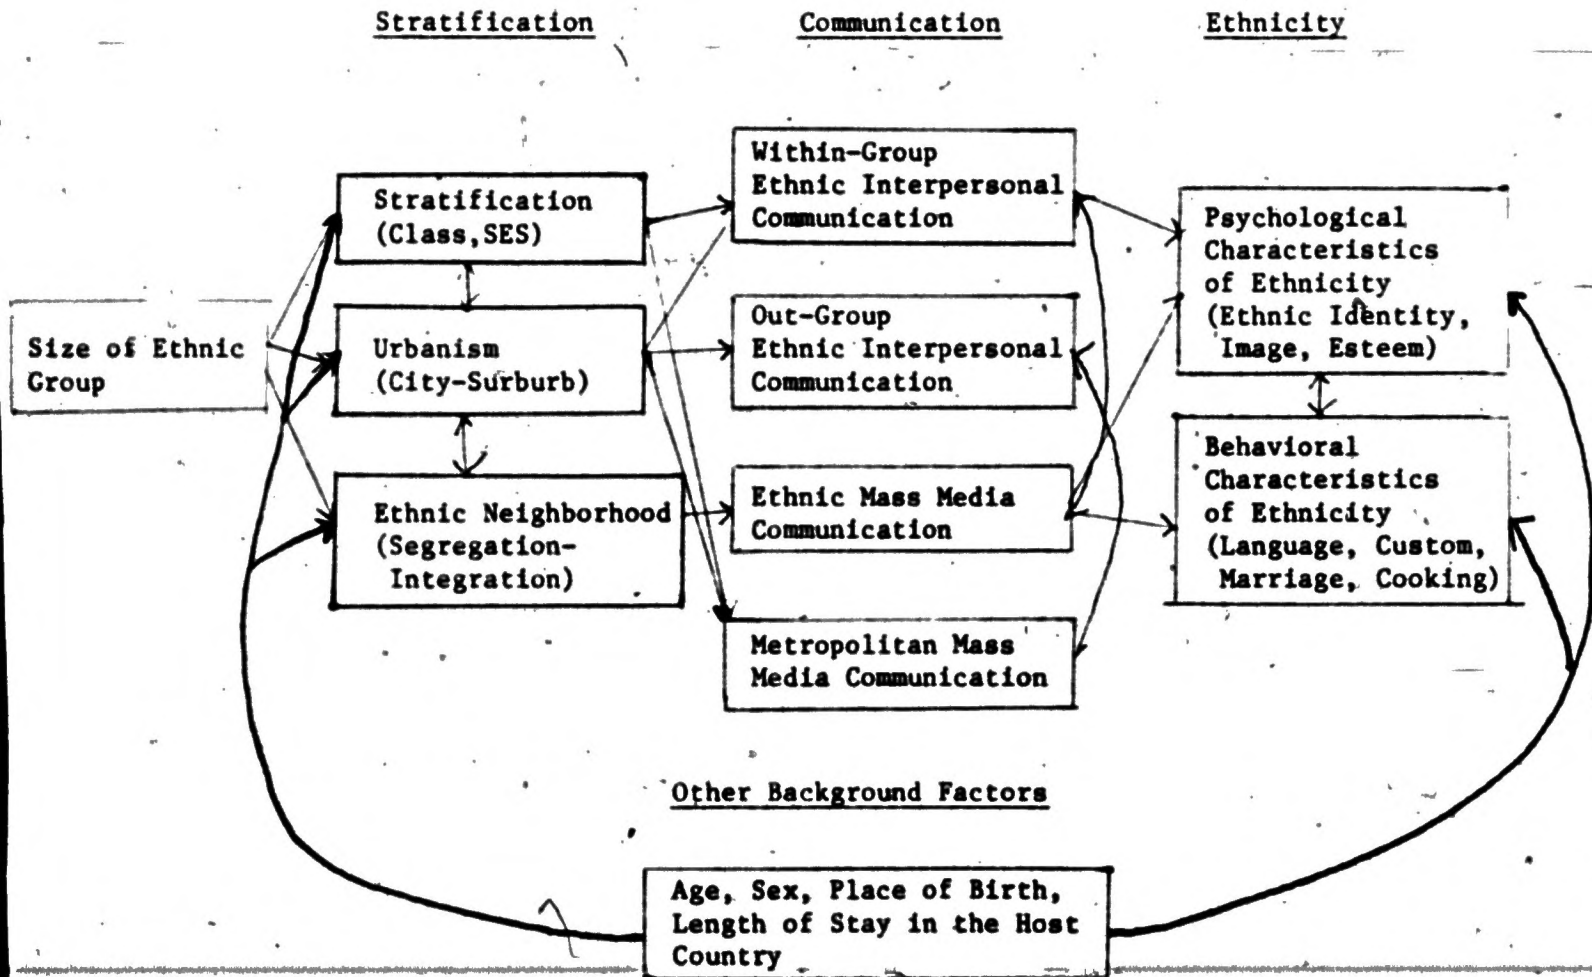 Stratification
Communication
Ethnicity
Size of Ethnic
Group
Stratification
(Class,SES)
Urbanism
(City-Surburb)
Ethnic Neighborhood
(Segregation-
Integration)
Within-Group
Ethnic Interpersonal
Communication
Out-Group
Ethnic Interpersonal
Communication
Ethnic Mass Media
Communication
Metropolitan Mass
Media Communication
Psychological
Characteristics
of Ethnicity
(Ethnic Identity,
Image, Esteem)
Behavioral
Characteristics
of Ethnicity
(Language, Custom,
Marriage, Cooking)
Other Background Factors
Age, Sex, Place of Birth,
Length of Stay in the Host
Country